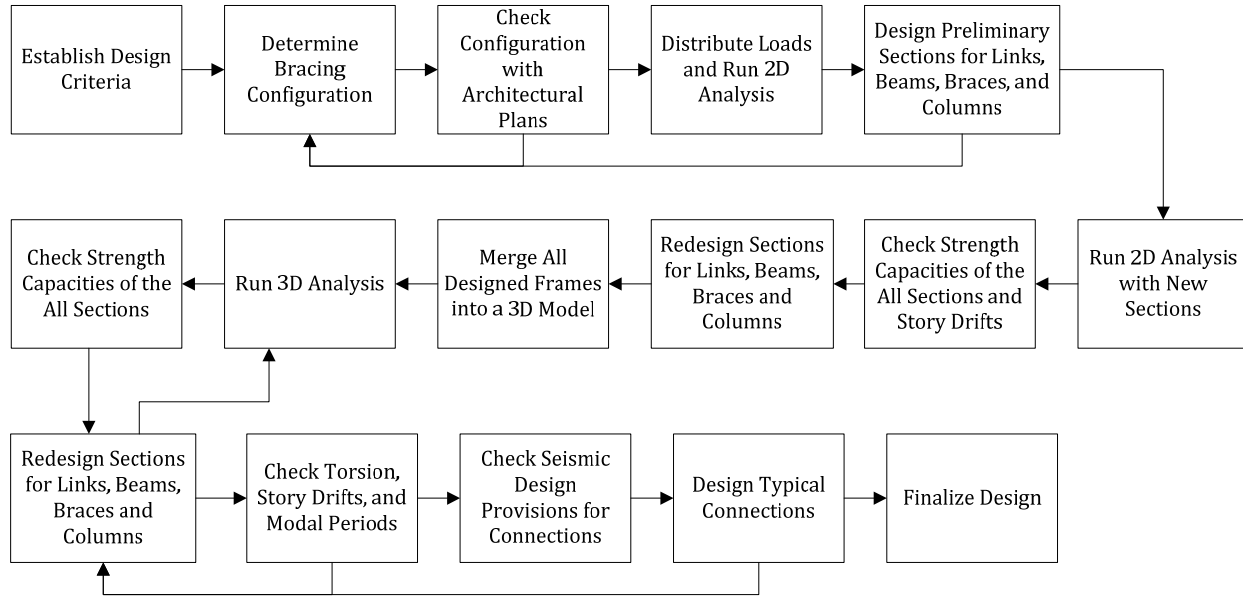 Establish Design
Criteria
Determine
Bracing
Configuration
Check
Configuration
with
Architectural
Plans
Distribute Loads
and Run 2D
Analysis
Design Preliminary
Sections for Links,
Beams, Braces, and
Columns
Check Strength
Capacities of the
All Sections
Run 3D Analysis
Merge All
Designed Frames
into a 3D Model
Redesign Sections
for Links, Beams,
Braces and
Columns
Check Strength
Capacities of the
All Sections and
Story Drifts
Run 2D Analysis
with New
Sections
Redesign Sections
for Links, Beams,
Braces and
Columns
Check Torsion,
Story Drifts, and
Modal Periods
Check Seismic
Design
Provisions for
Connections
Design Typical
Connections
Finalize Design